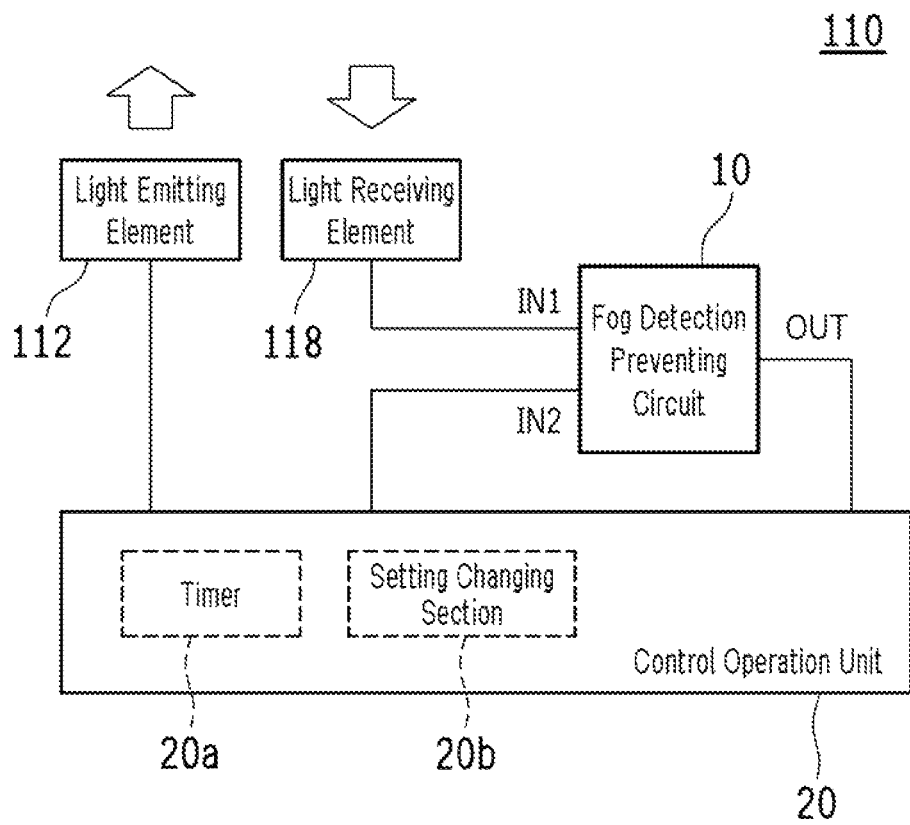 110
Light Emitting
Element
Light Receiving
Element
10
112
118
IN1
Fog Detection
Preventing
Circuit
OUT
IN2
Timer
Setting Changing
Section
Control Operation Unit
20a
20b
20